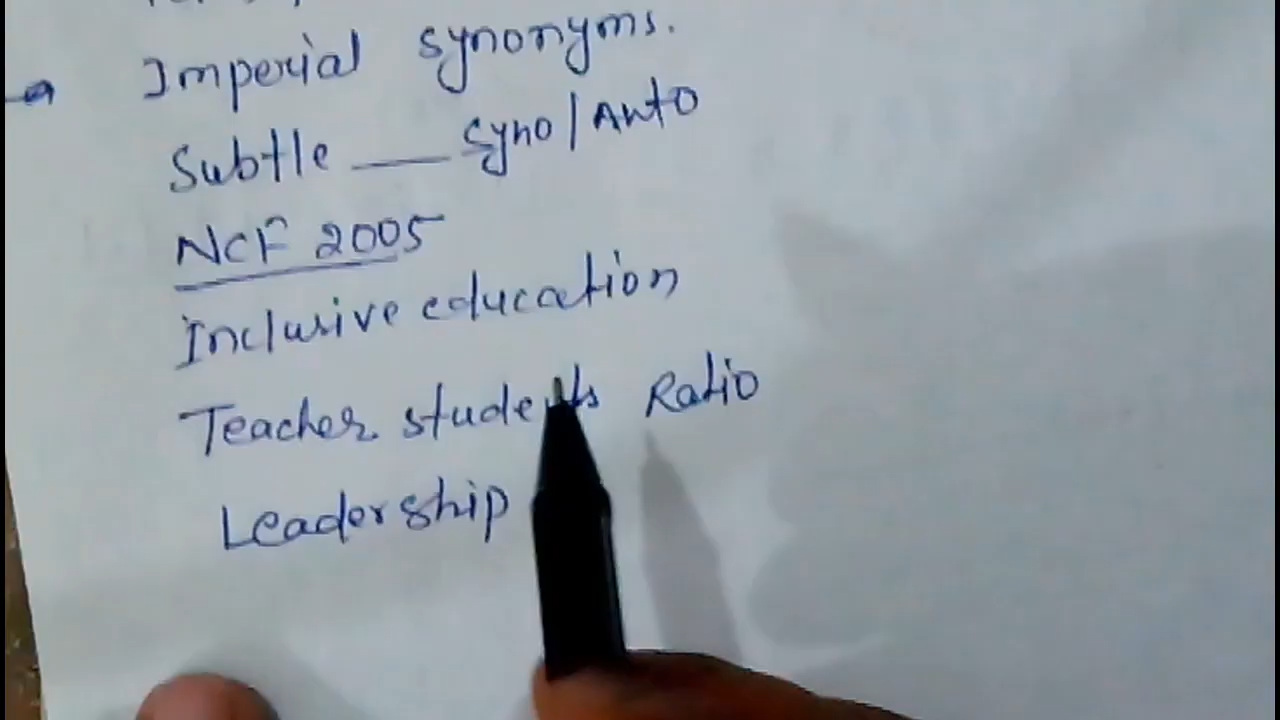 Imperial synonyms.
Subtle — Syno/Anto
NCF 2005
Inclusive education
Teacher students Ratio
Leadership